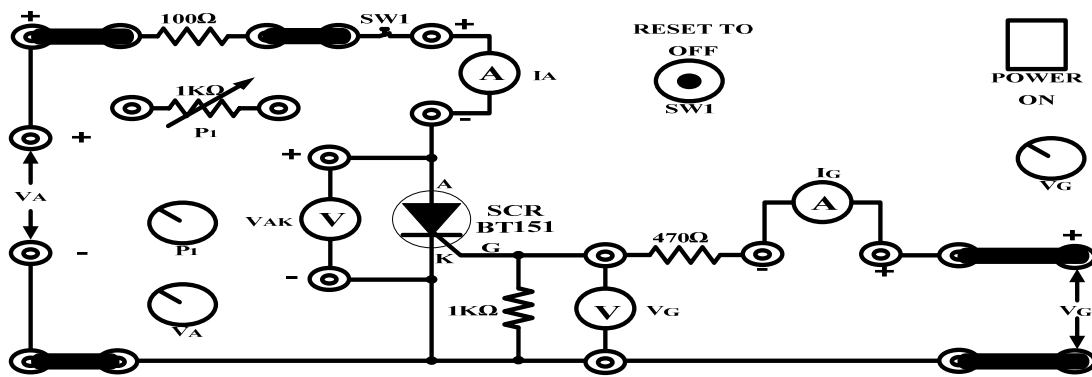 +
100Ω
SW1
+
A
IA
-
RESET TO
OFF
SW1
POWER
ON
1KΩ
P1
+
VA
-
+
VAK
V
-
A
SCR
BT151
G
K
P1
VA
1KΩ
V
VG
470Ω
IG
A
-
+
VG
+
VG
-